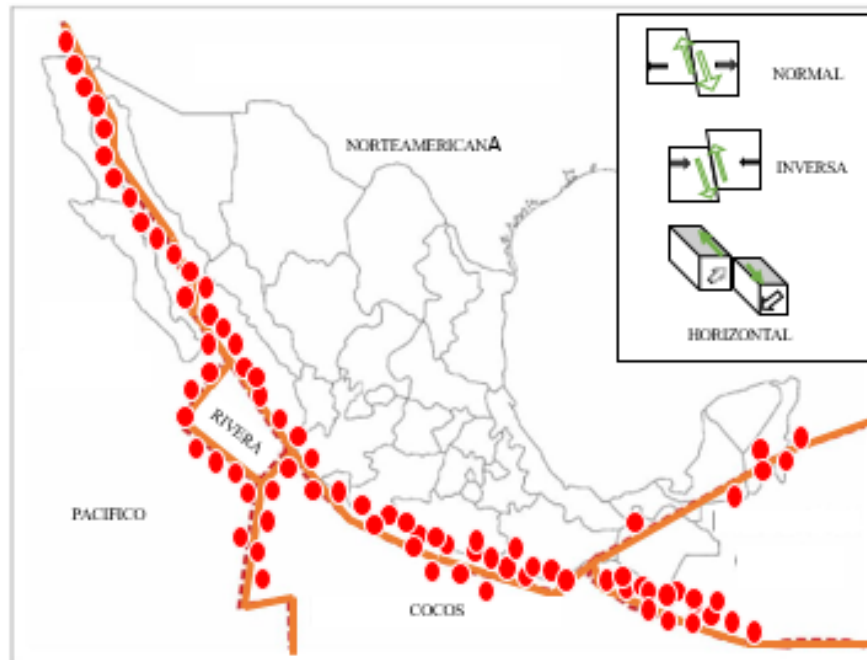 NORMAL
NORTEAMERICANA
INVERSA
HORIZONTAL
RIVERA
PACIFICO
COCOS